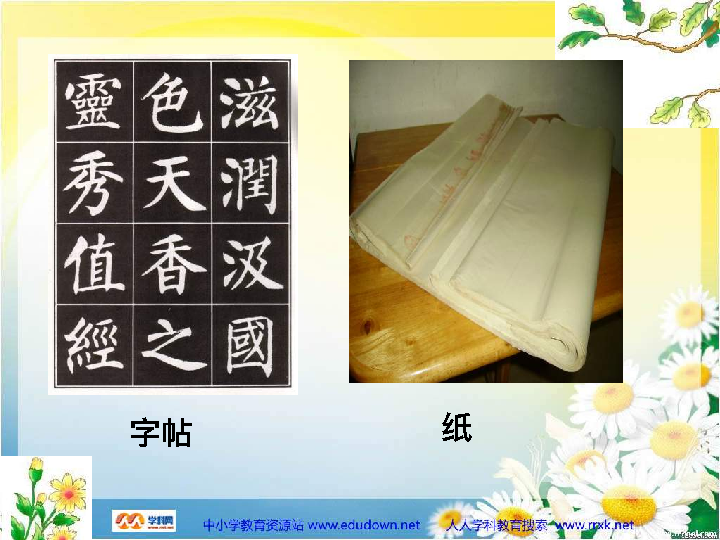 靈色滋
秀天潤
值香汲
經之國
字帖
纸
学科网
中小学教育资源站 www.edudown.net 人人学科教育搜索 www.rrxk.net